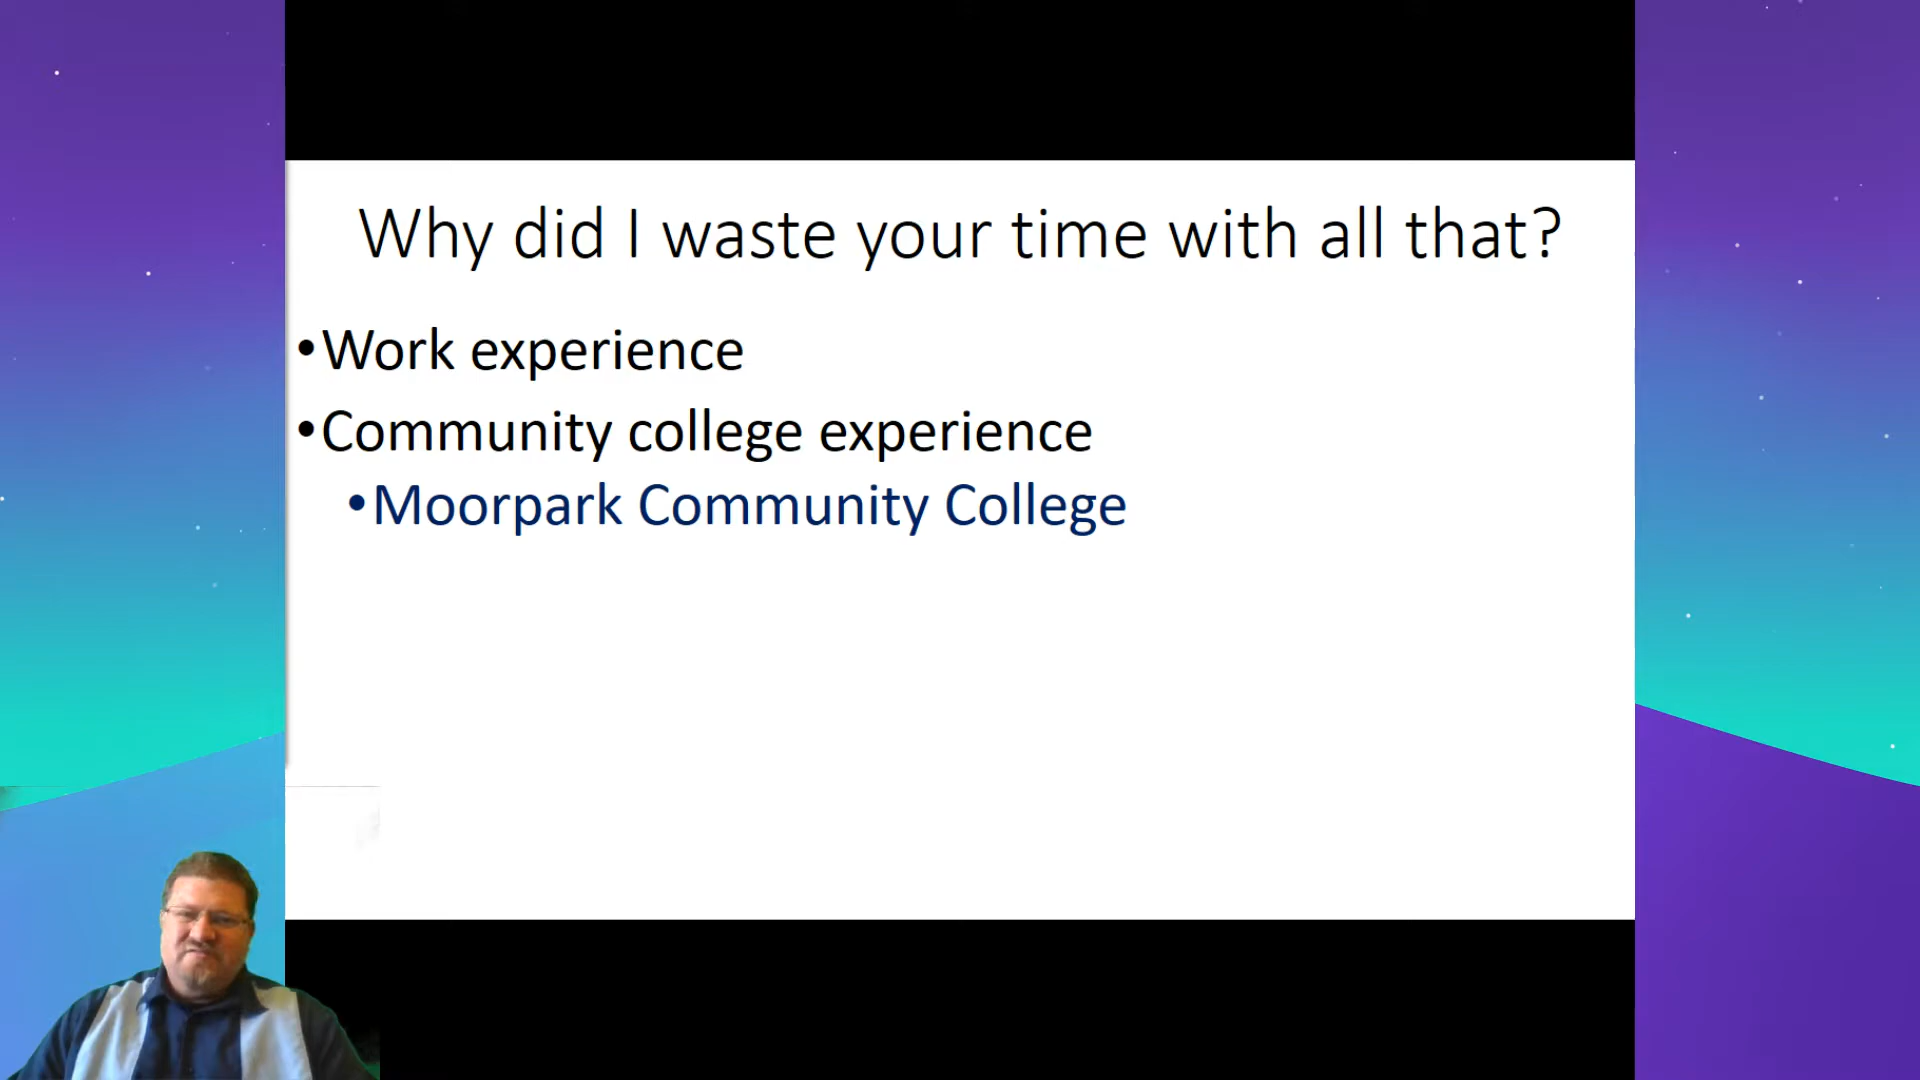 Why did I waste your time with all that?
•Work experience
•Community college experience
•Moorpark Community College